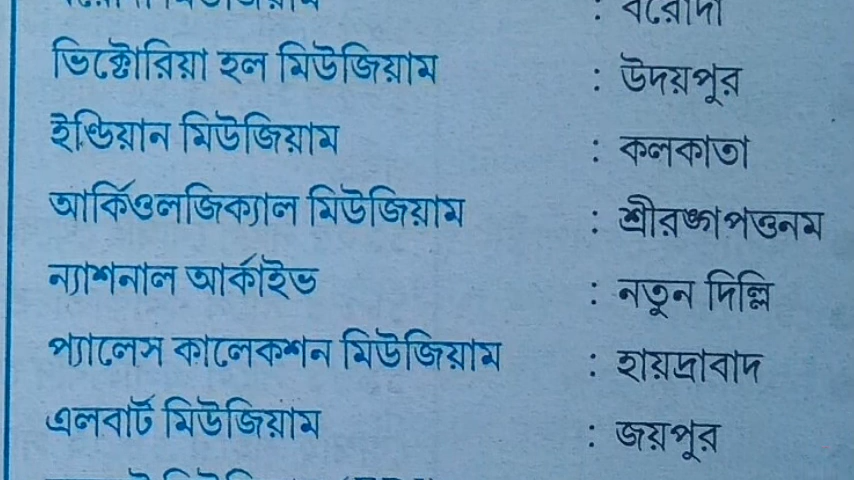 : বরোদা
ভিক্টোরিয়া হল মিউজিয়াম : উদয়পুর
ইণ্ডিয়ান মিউজিয়াম : কলকাতা
আর্কিওলজিক্যাল মিউজিয়াম : শ্রীরঙ্গপত্তনম
ন্যাশনাল আর্কাইভ : নতুন দিল্লি
প্যালেস কালেকশন মিউজিয়াম : হায়দ্রাবাদ
এলবার্ট মিউজিয়াম : জয়পুর